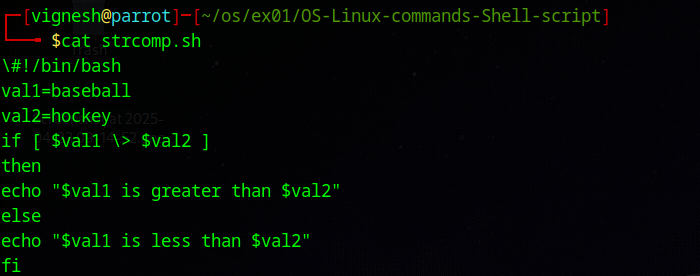 ┌─[vignesh@parrot]─[~/os/ex01/OS-Linux-commands-Shell-script]
└──╼ $cat strcomp.sh
\#!/bin/bash
val1=baseball
val2=hockey
if [ $val1 \> $val2 ]
then
echo "$val1 is greater than $val2"
else
echo "$val1 is less than $val2"
fi